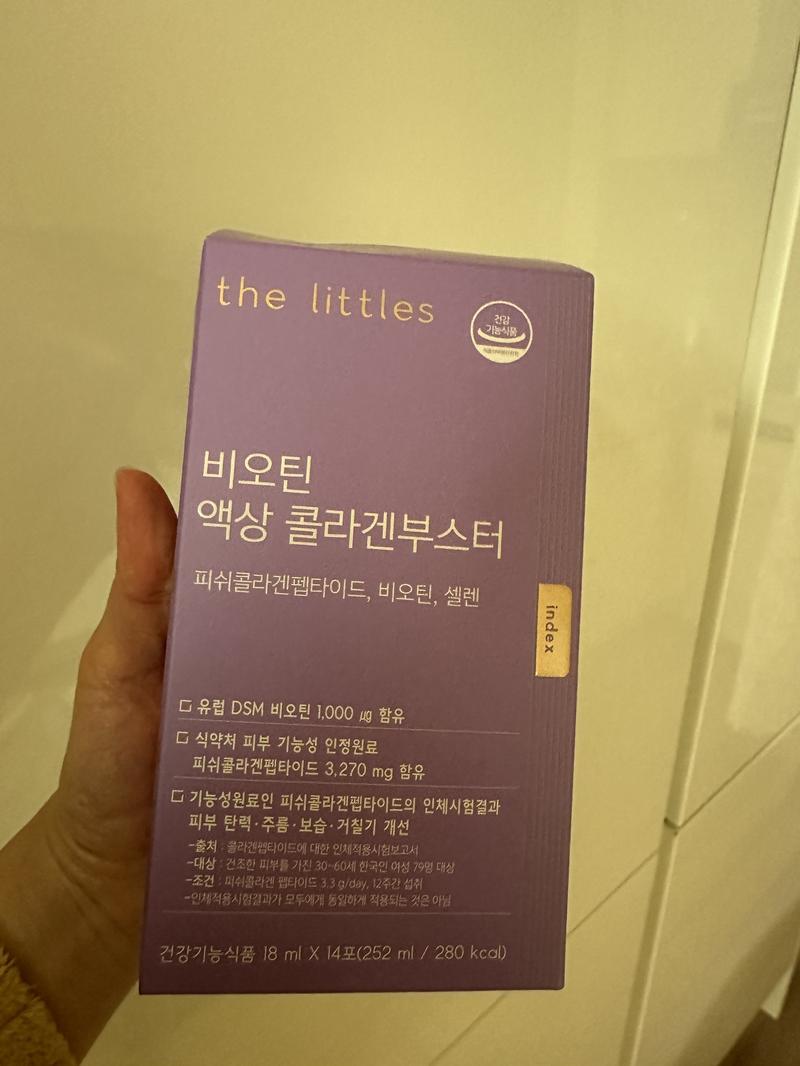 the littles
건강
기능식품
비오틴
액상 콜라겐부스터
피쉬콜라겐펩타이드, 비오틴, 셀렌
index
유럽 DSM 비오틴 1,000 ㎍ 함유
식약처 피부 기능성 인정원료
피쉬콜라겐펩타이드 3,270 mg 함유
기능성원료인 피쉬콜라겐펩타이드의 인체시험결과
피부 탄력·주름·보습·거칠기 개선
-출처 : 콜라겐펩타이드에 대한 인체적용시험보고서
-대상 : 건조한 피부를 가진 30~60세 한국인 여성 79명 대상
-조건 : 피쉬콜라겐 펩타이드 3.3 g/day, 12주간 섭취
-인체적용시험결과가 모두에게 동일하게 적용되는 것은 아님
건강기능식품 18 ml X 14포(252 ml / 280 kcal)